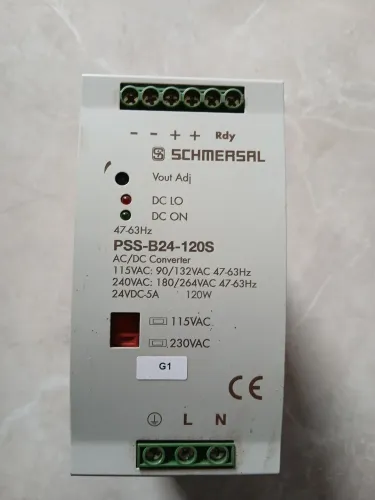 - - + + Rdy
SCHMERSAL
Vout Adj
DC LO
DC ON
47-63Hz
PSS-B24-120S
AC/DC Converter
115VAC: 90/132VAC 47-63Hz
240VAC: 180/264VAC 47-63Hz
24VDC-5A 120W
115VAC
230VAC
G1
CE
L N